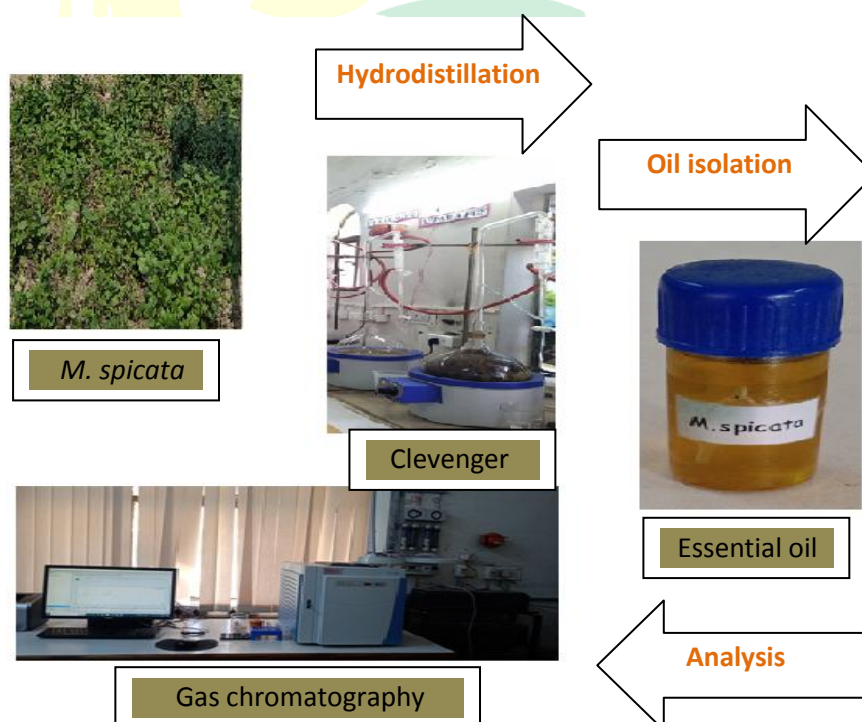 Hydrodistillation
Oil isolation
M. spicata
M.spicata
Clevenger
Essential oil
Analysis
Gas chromatography